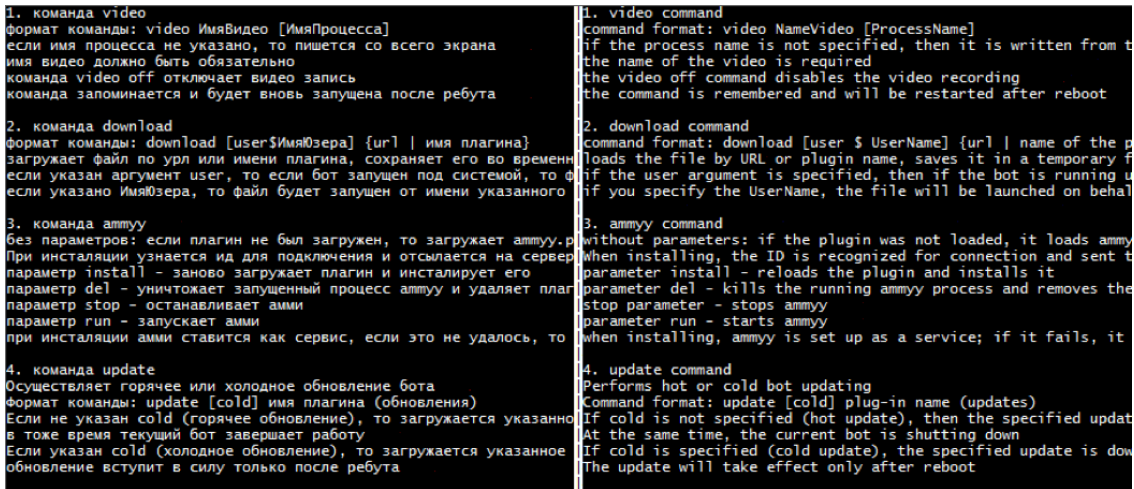 1. команда video
формат команды: video ИмяВидео [ИмяПроцесса]
если имя процесса не указано, то пишется со всего экрана
имя видео должно быть обязательно
команда video off отключает видео запись
команда запоминается и будет вновь запущена после ребута
2. команда download
формат команды: download [user$ИмяЮзера] {url | имя плагина}
загружает файл по урл или имени плагина, сохраняет его во временн
если указан аргумент user, то если бот запущен под системой, то ф
если указано ИмяЮзера, то файл будет запущен от имени указанного
3. команда ammyy
без параметров: если плагин не был загружен, то загружает ammyy.p
При инсталяции узнается ид для подключения и отсылается на сервер
параметр install - заново загружает плагин и инсталирует его
параметр del - уничтожает запущенный процесс ammyy и удаляет плаг
параметр stop - останавливает амми
параметр run - запускает амми
при инсталяции амми ставится как сервис, если это не удалось, то
4. команда update
Осуществляет горячее или холодное обновление бота
Формат команды: update [cold] имя плагина (обновления)
Если не указан cold (горячее обновление), то загружается указанно
в тоже время текущий бот завершает работу
Если указан cold (холодное обновление), то загружается указанное
обновление вступит в силу только после ребута
1. video command
command format: video NameVideo [ProcessName]
if the process name is not specified, then it is written from t
the name of the video is required
the video off command disables the video recording
the command is remembered and will be restarted after reboot
2. download command
command format: download [user $ UserName] {url | name of the p
loads the file by URL or plugin name, saves it in a temporary f
if the user argument is specified, then if the bot is running u
if you specify the UserName, the file will be launched on behal
3. ammyy command
without parameters: if the plugin was not loaded, it loads ammy
When installing, the ID is recognized for connection and sent t
parameter install - reloads the plugin and installs it
parameter del - kills the running ammyy process and removes the
stop parameter - stops ammyy
parameter run - starts ammyy
when installing, ammyy is set up as a service; if it fails, it
4. update command
Performs hot or cold bot updating
Command format: update [cold] plug-in name (updates)
If cold is not specified (hot update), then the specified updat
At the same time, the current bot is shutting down
If cold is specified (cold update), the specified update is dow
The update will take effect only after reboot